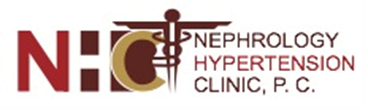 NHC
NEPHROLOGY
HYPERTENSION
CLINIC, P. C.